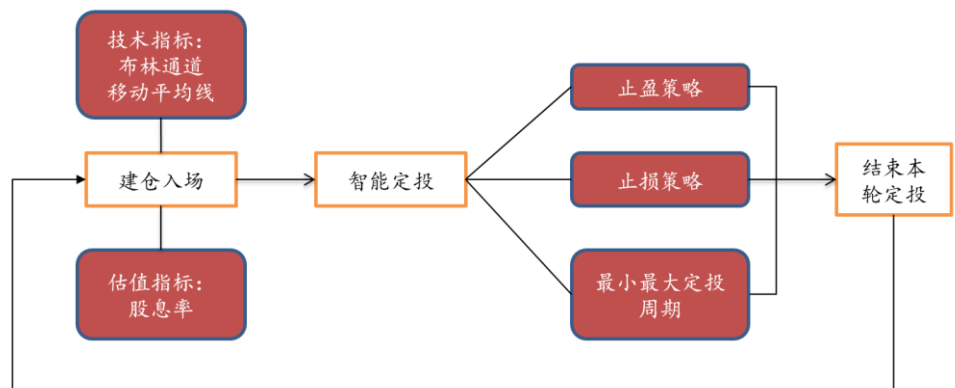 技术指标：
布林通道
移动平均线
建仓入场
估值指标：
股息率
智能定投
止盈策略
止损策略
最小最大定投
周期
结束本
轮定投